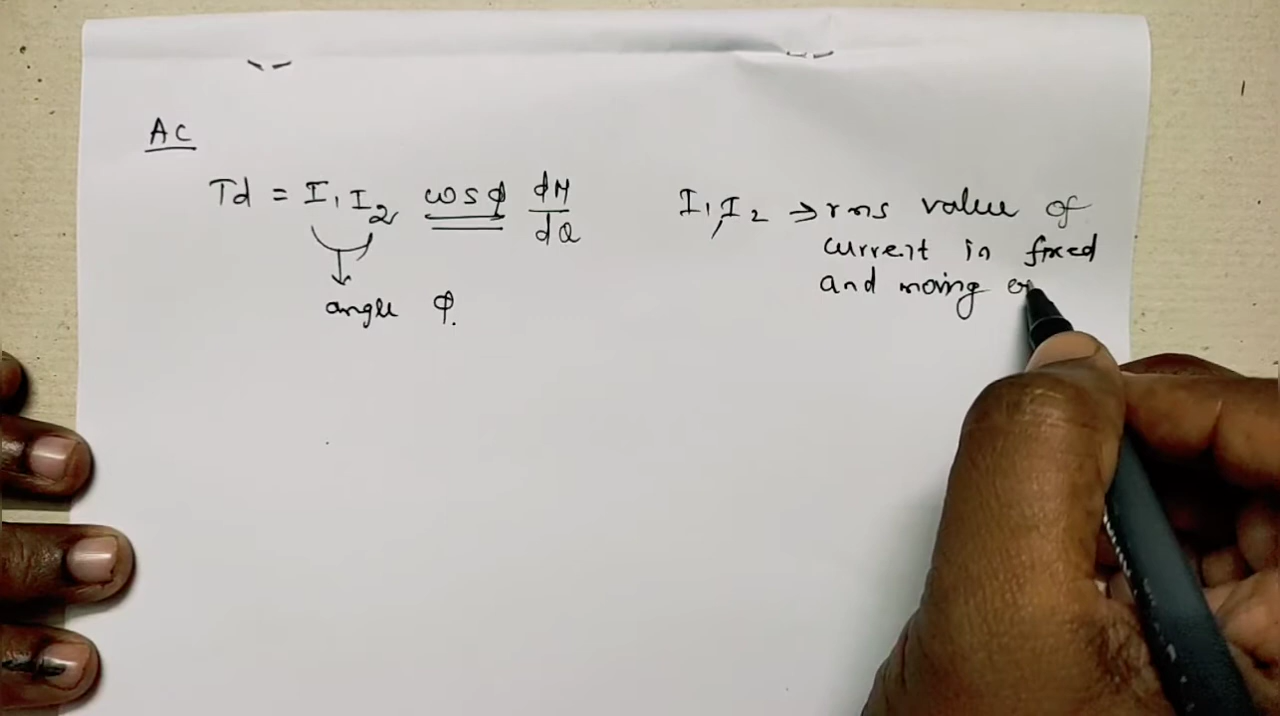 AC
Td = I₁ I₂ cos φ dM/dθ
angle φ.
I₁, I₂ → rms value of
current in fixed
and moving